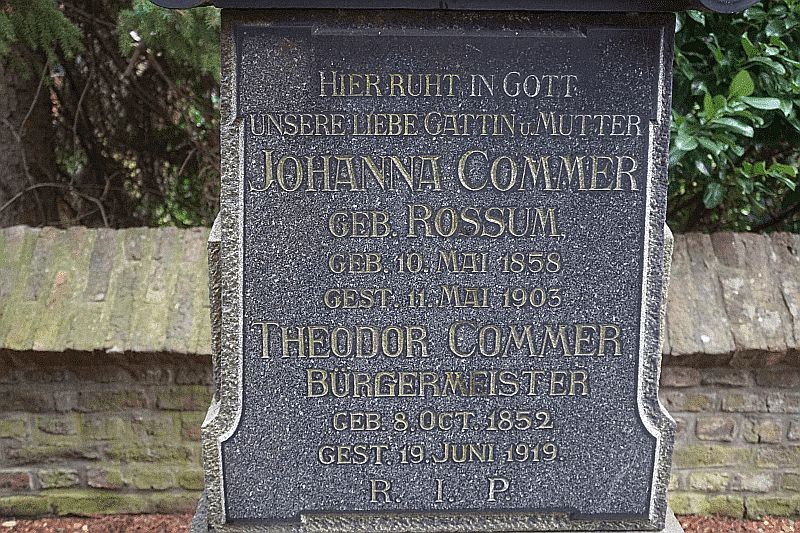 HIER RUHT IN GOTT
UNSERE LIEBE GATTIN U. MUTTER
JOHANNA COMMER
GEB. ROSSUM,
GEB. 10. MAI 1858
GEST. 11. MAI 1903
THEODOR COMMER
BÜRGERMEISTER
GEB 8. OCT. 1852
GEST. 19. JUNI 1919.
R. I P.